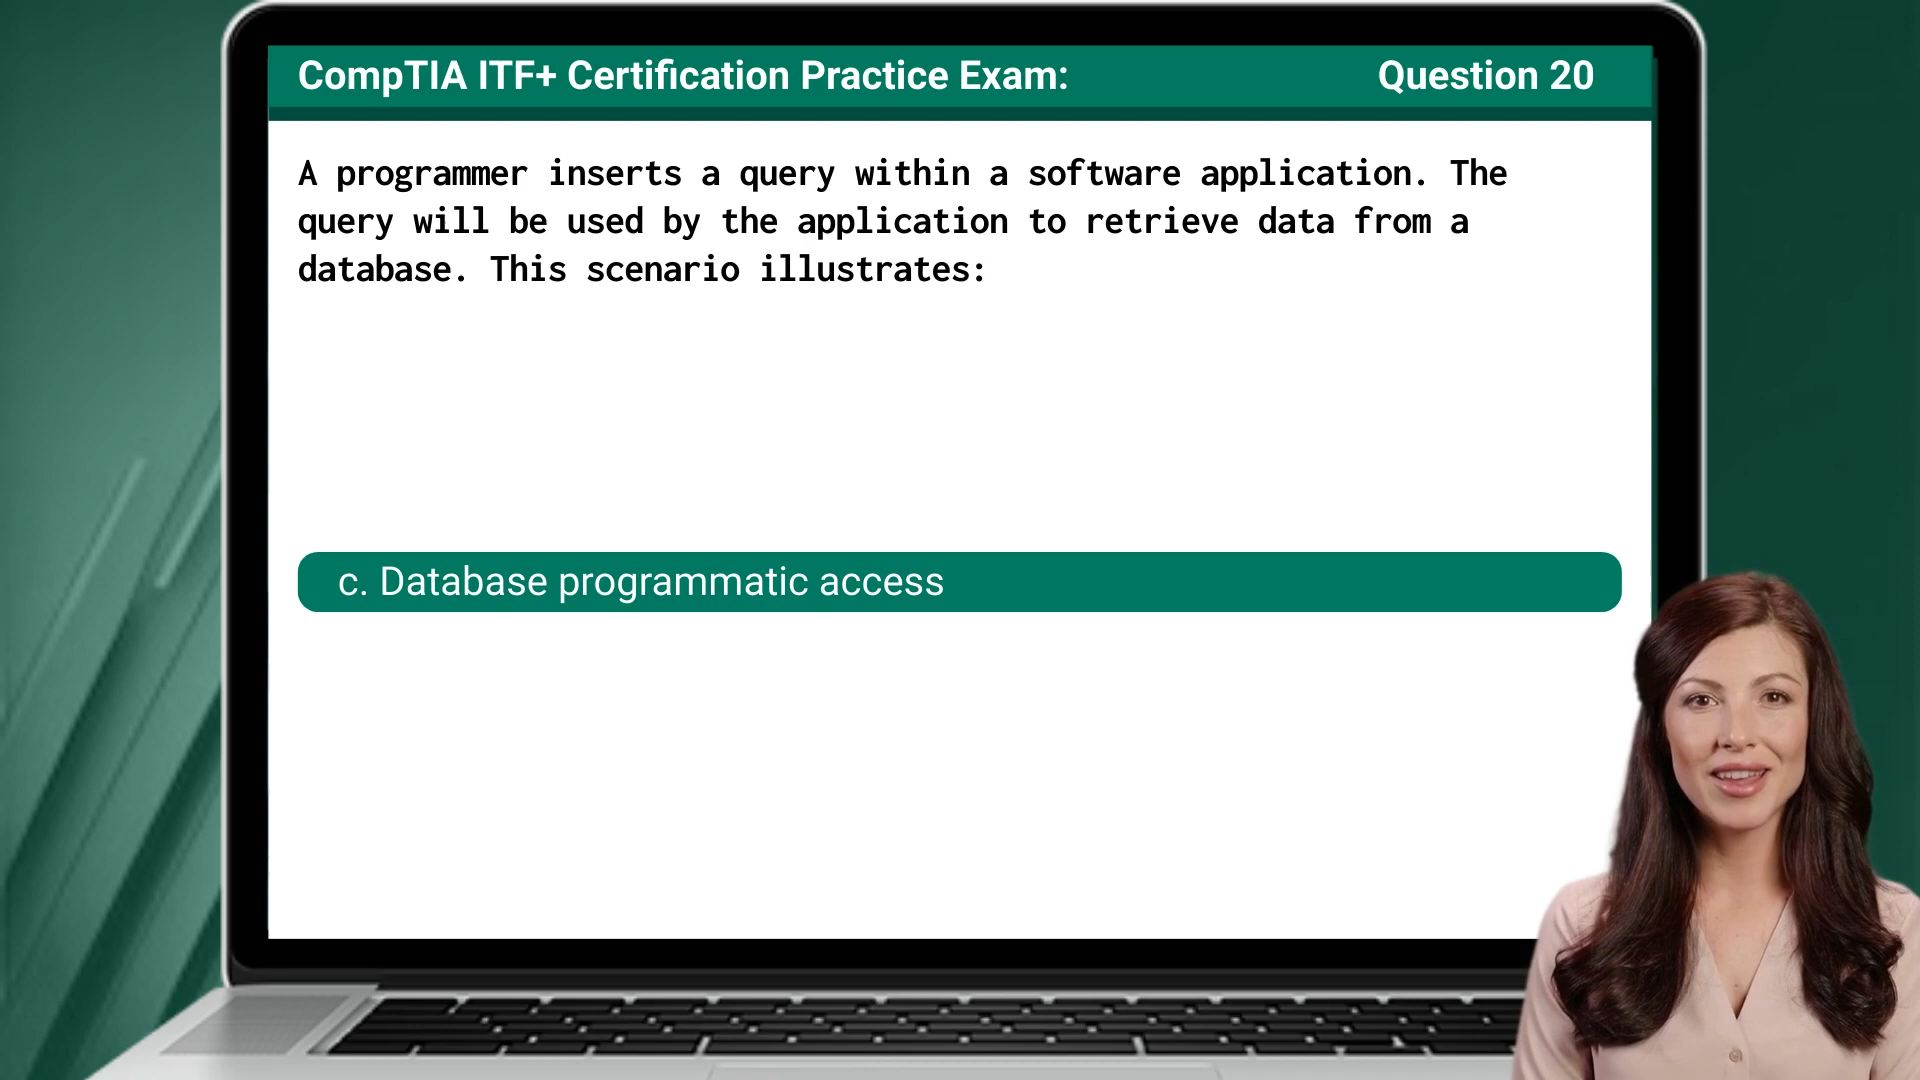 CompTIA ITF+ Certification Practice Exam:
Question 20
A programmer inserts a query within a software application. The
query will be used by the application to retrieve data from a
database. This scenario illustrates:
c. Database programmatic access